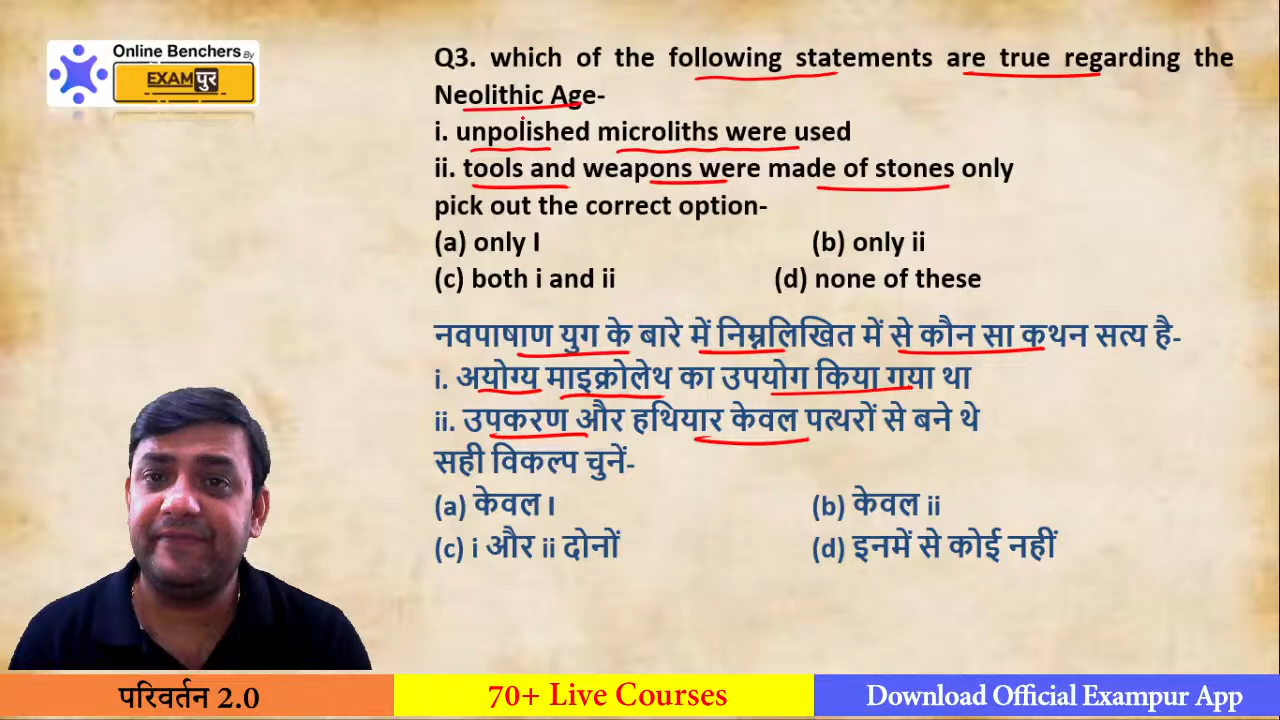 Online Benchers By
EXAMपुर
Q3. which of the following statements are true regarding the
Neolithic Age-
i. unpolished microliths were used
ii. tools and weapons were made of stones only
pick out the correct option-
(a) only I (b) only ii
(c) both i and ii (d) none of these
नवपाषाण युग के बारे में निम्नलिखित में से कौन सा कथन सत्य है-
i. अयोग्य माइक्रोलेथ का उपयोग किया गया था
ii. उपकरण और हथियार केवल पत्थरों से बने थे
सही विकल्प चुनें-
(a) केवल I (b) केवल ii
(c) i और ii दोनों (d) इनमें से कोई नहीं
परिवर्तन 2.0 70+ Live Courses Download Official Exampur App